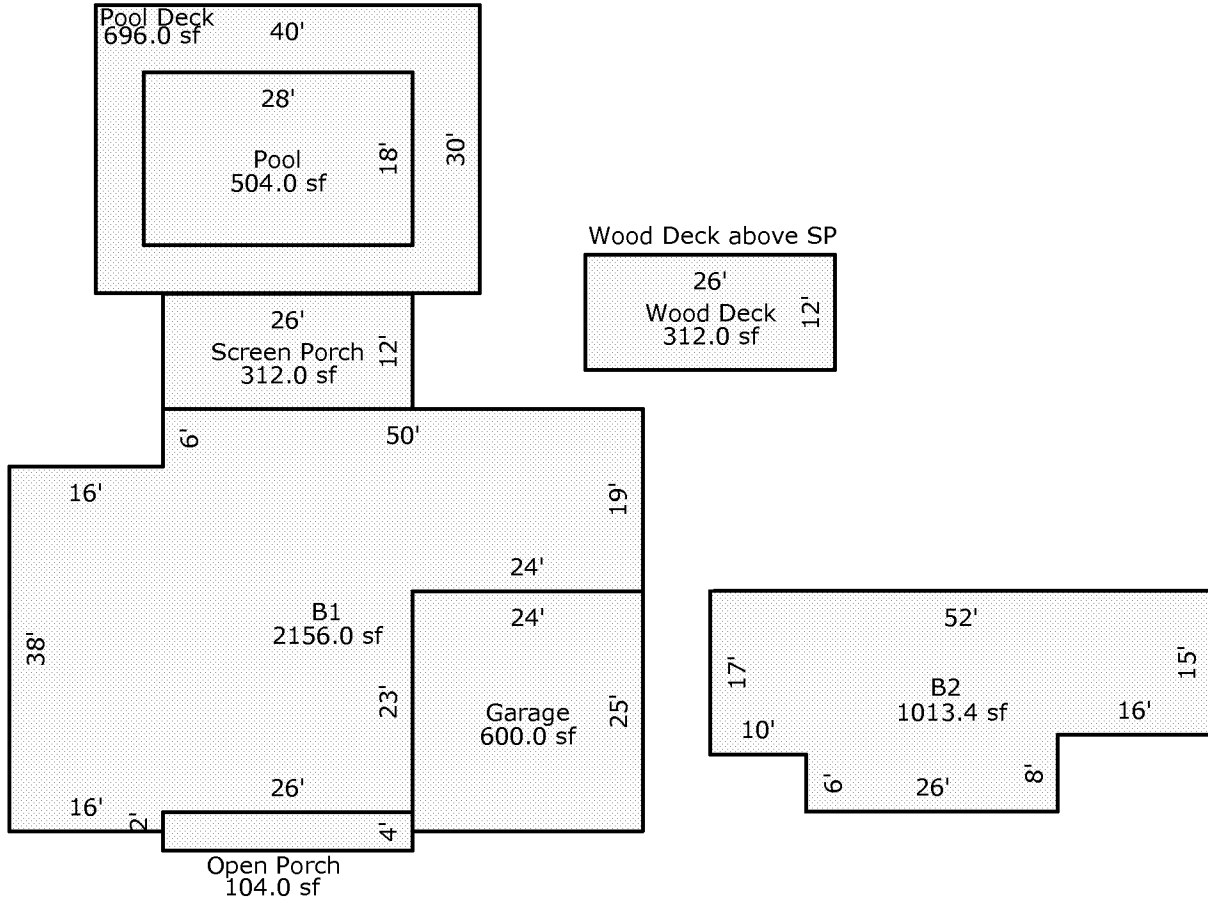 Pool Deck
696.0 sf
40'
28'
Pool
504.0 sf
18'
30'
Wood Deck above SP
26'
Wood Deck
312.0 sf
12'
26'
Screen Porch
312.0 sf
12'
6'
50'
16'
19'
24'
B1
2156.0 sf
38'
23'
24'
Garage
600.0 sf
25'
26'
16'
2'
4'
Open Porch
104.0 sf
52'
17'
15'
B2
1013.4 sf
10'
16'
6'
26'
8'